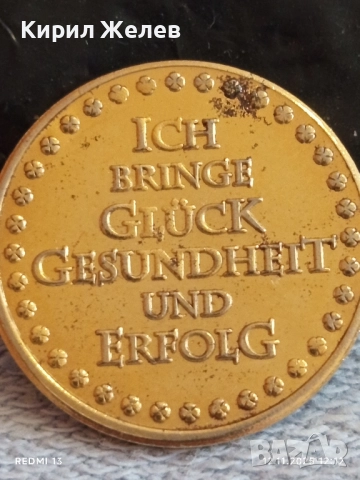 Кирил Желев
ICH
BRINGE
GLÜCK
GESUNDHEIT
UND
ERFOLG
REDMI 13